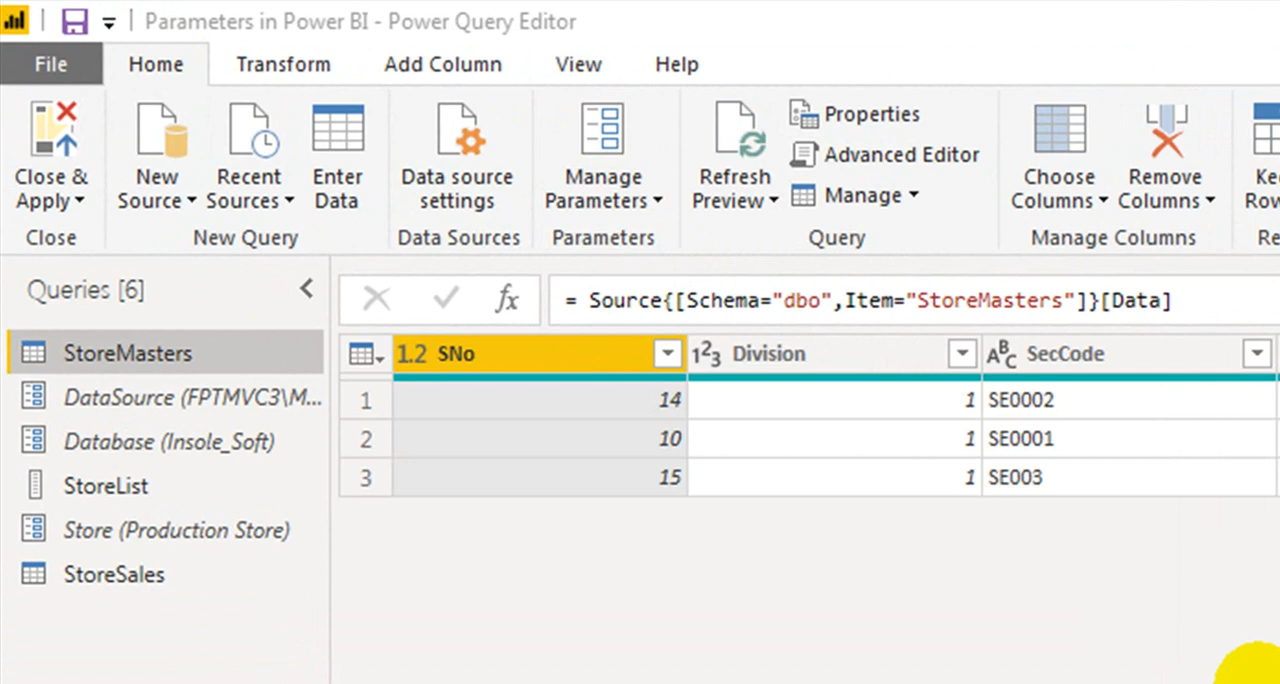 Parameters in Power BI - Power Query Editor
File Home Transform Add Column View Help
Close & Apply
New Source
Recent Sources
Enter Data
Data source settings
Manage Parameters
Refresh Preview
Properties
Advanced Editor
Manage
Choose Columns
Remove Columns
Close
New Query
Data Sources
Parameters
Query
Manage Columns
Queries [6]
fx = Source{[Schema="dbo",Item="StoreMasters"]}[Data]
StoreMasters
DataSource (FPTMVC3\M...
Database (Insole_Soft)
StoreList
Store (Production Store)
StoreSales
1.2 SNo 123 Division ABC SecCode
1 14 1 SE0002
2 10 1 SE0001
3 15 1 SE003